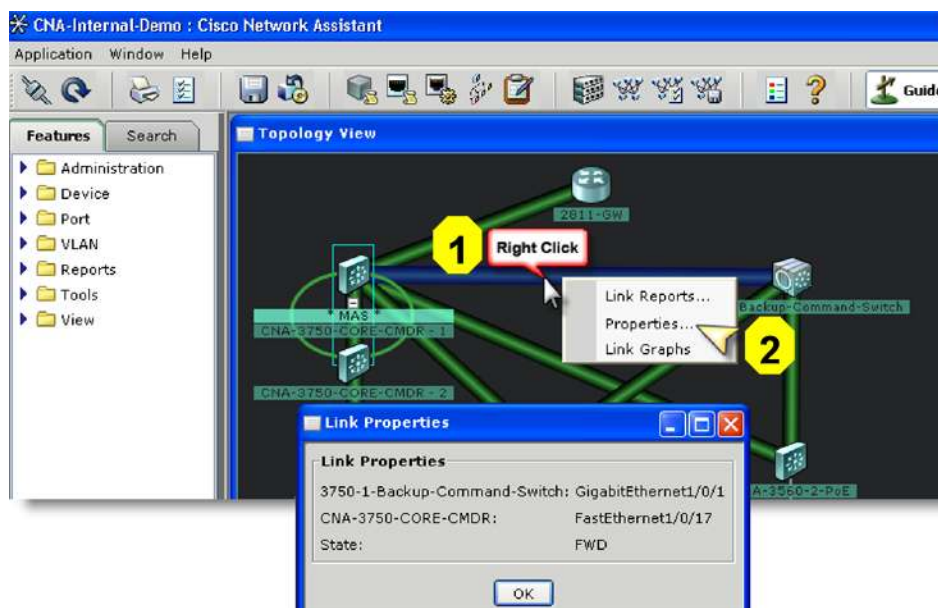 CNA-Internal-Demo : Cisco Network Assistant
Application Window Help
Guide
Features Search
Administration
Device
Port
VLAN
Reports
Tools
View
Topology View
2811-GW
1
Right Click
Link Reports...
Properties...
Link Graphs
2
Backup-Command-Switch
MAS
CNA-3750-CORE-CMDR - 1
CNA-3750-CORE-CMDR - 2
A-3560-2-PoE
Link Properties
Link Properties
3750-1-Backup-Command-Switch: GigabitEthernet1/0/1
CNA-3750-CORE-CMDR: FastEthernet1/0/17
State: FWD
OK